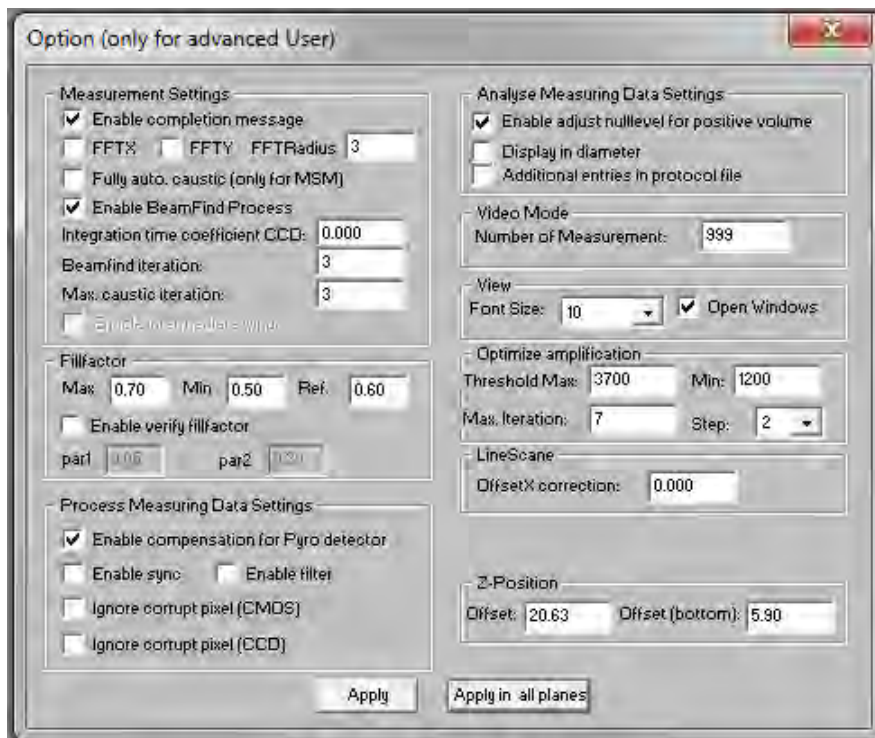 Option (only for advanced User)
Measurement Settings
Enable completion message
FFTX FFTY FFTRadius 3
Fully auto. caustic (only for MSM)
Enable BeamFind Process
Integration time coefficient CCD: 0.000
Beamfind iteration: 3
Max. caustic iteration: 3
Enable intermediate
Fillfactor
Max 0.70 Min 0.50 Ref. 0.60
Enable verify fillfactor
par1 par2
Process Measuring Data Settings
Enable compensation for Pyro detector
Enable sync Enable filter
Ignore corrupt pixel (CMOS)
Ignore corrupt pixel (CCD)
Analyse Measuring Data Settings
Enable adjust nulllevel for positive volume
Display in diameter
Additional entries in protocol file
Video Mode
Number of Measurement: 999
View
Font Size: 10 Open Windows
Optimize amplification
Threshold Max: 3700 Min: 1200
Max. Iteration: 7 Step: 2
LineScane
OffsetX correction: 0.000
Z-Position
Offset: 20.63 Offset (bottom): 5.90
Apply Apply in all planes